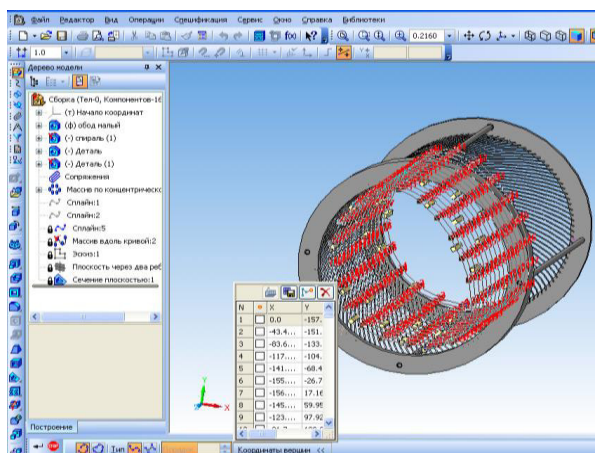 Файл Редактор Вид Операции Спецификация Сервис Окно Справка Библиотеки
0.2160
1.0
Дерево модели
Сборка (Тел-0, Компонентов-16
(т) Начало координат
(ф) обод малый
(-) спираль (1)
(-) Деталь
(-) Деталь (1)
Сопряжения
Массив по концентрическо
Сплайн:1
Сплайн:2
Сплайн:5
Массив вдоль кривой:2
Эскиз:1
Плоскость через два реб
Сечение плоскостью:1
Построение
N X Y
1 0.0 -157.
2 -43.4... -151.
3 -83.6... -133.
4 -117.... -104.
5 -141.... -68.4
6 -155.... -26.7
7 -156.... 17.16
8 -145.... 59.95
9 -123.... 97.92
Y
X
Z
Тип
Координаты вершин <<